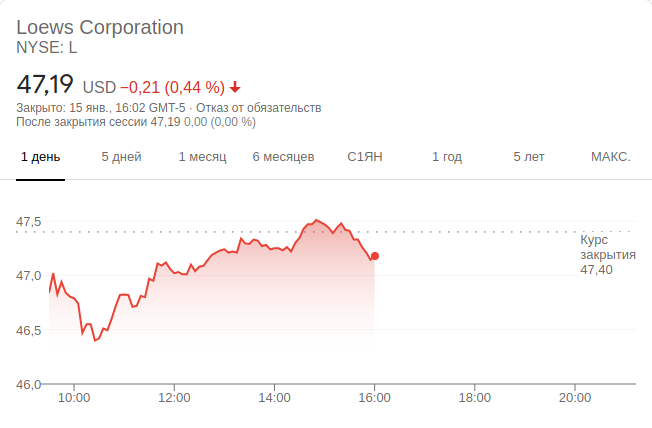 Loews Corporation
NYSE: L
47,19 USD −0,21 (0,44 %)
Закрыто: 15 янв., 16:02 GMT-5 · Отказ от обязательств
После закрытия сессии 47,19 0,00 (0,00 %)
1 день 5 дней 1 месяц 6 месяцев С1ЯН 1 год 5 лет МАКС.
47,5
Курс
закрытия
47,40
47,0
46,5
46,0
10:00 12:00 14:00 16:00 18:00 20:00